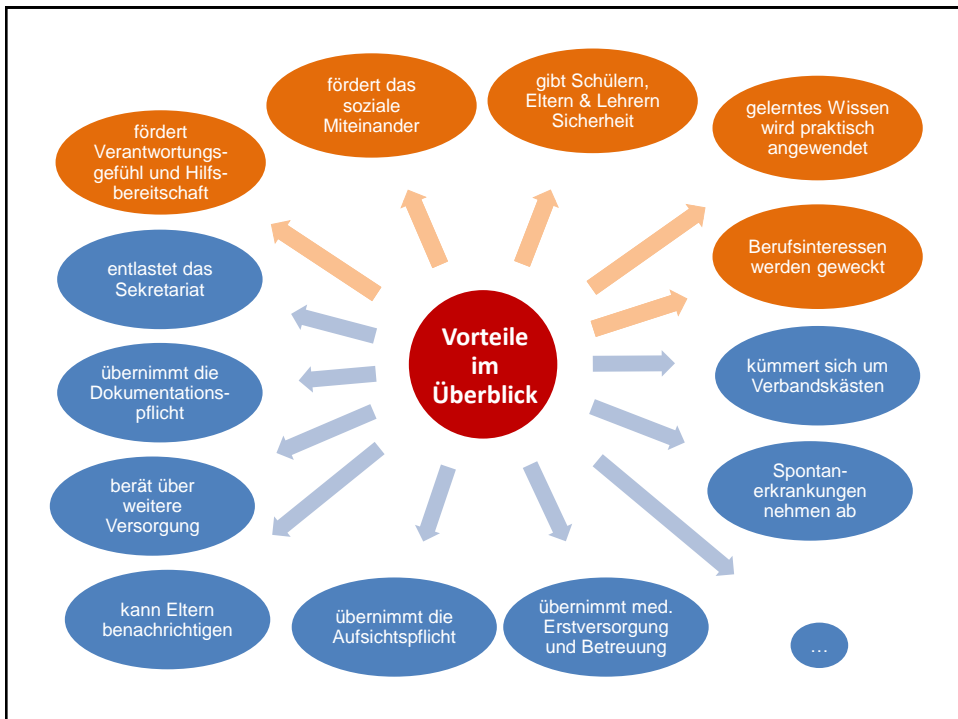 fördert das
soziale
Miteinander
gibt Schülern,
Eltern & Lehrern
Sicherheit
gelerntes Wissen
wird praktisch
angewendet
fördert
Verantwortungs-
gefühl und Hilfs-
bereitschaft
Berufsinteressen
werden geweckt
entlastet das
Sekretariat
Vorteile
im
Überblick
kümmert sich um
Verbandskästen
übernimmt die
Dokumentations-
pflicht
Spontan-
erkrankungen
nehmen ab
berät über
weitere
Versorgung
kann Eltern
benachrichtigen
übernimmt die
Aufsichtspflicht
übernimmt med.
Erstversorgung
und Betreuung
…